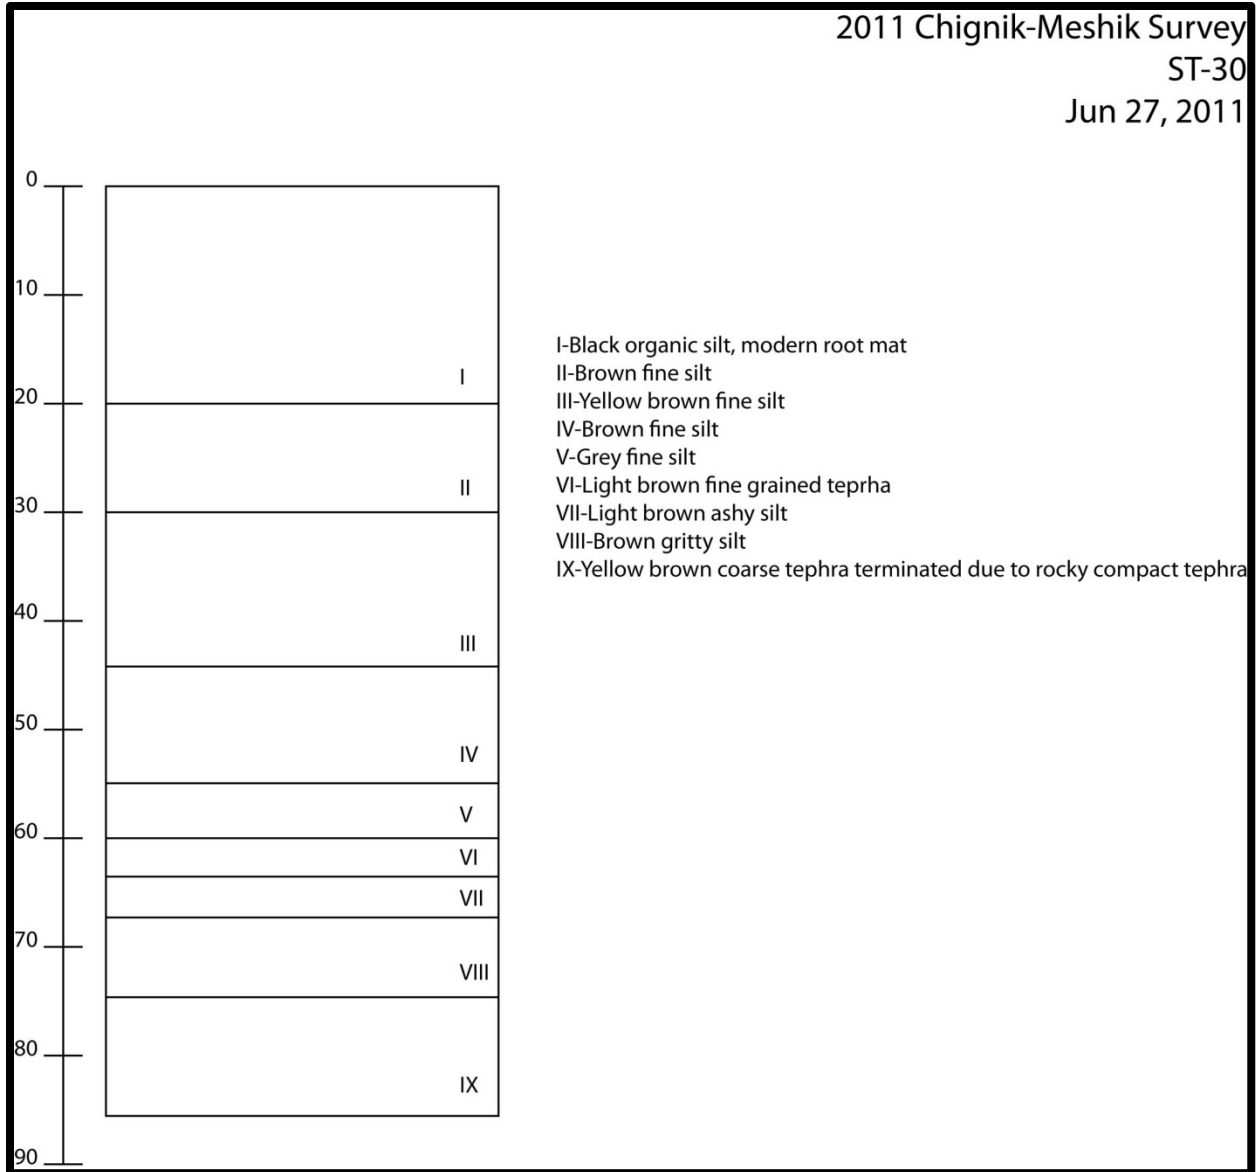 2011 Chignik-Meshik Survey
ST-30
Jun 27, 2011
0
10
20
30
40
50
60
70
80
90
I
II
III
IV
V
VI
VII
VIII
IX
I-Black organic silt, modern root mat
II-Brown fine silt
III-Yellow brown fine silt
IV-Brown fine silt
V-Grey fine silt
VI-Light brown fine grained teprha
VII-Light brown ashy silt
VIII-Brown gritty silt
IX-Yellow brown coarse tephra terminated due to rocky compact tephra